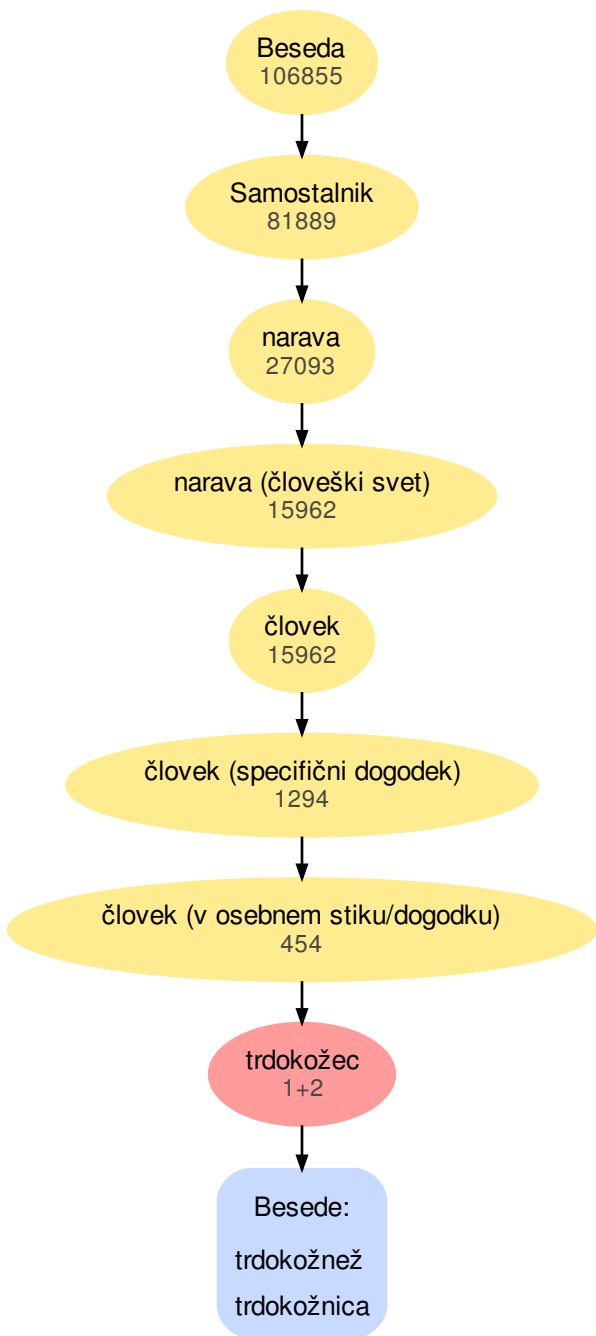 Beseda
106855
Samostalnik
81889
narava
27093
narava (človeški svet)
15962
človek
15962
človek (specifični dogodek)
1294
človek (v osebnem stiku/dogodku)
454
trdokožec
1+2
Besede:
trdokožnež
trdokožnica